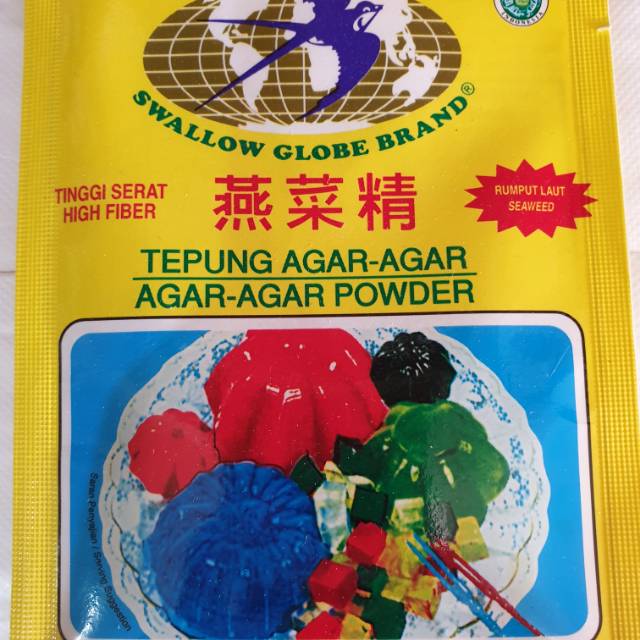 INDONESIA
SWALLOW GLOBE BRAND®
TINGGI SERAT
HIGH FIBER
燕菜精
RUMPUT LAUT
SEAWEED
TEPUNG AGAR-AGAR
AGAR-AGAR POWDER
Saran Penyajian / Serving Suggestion